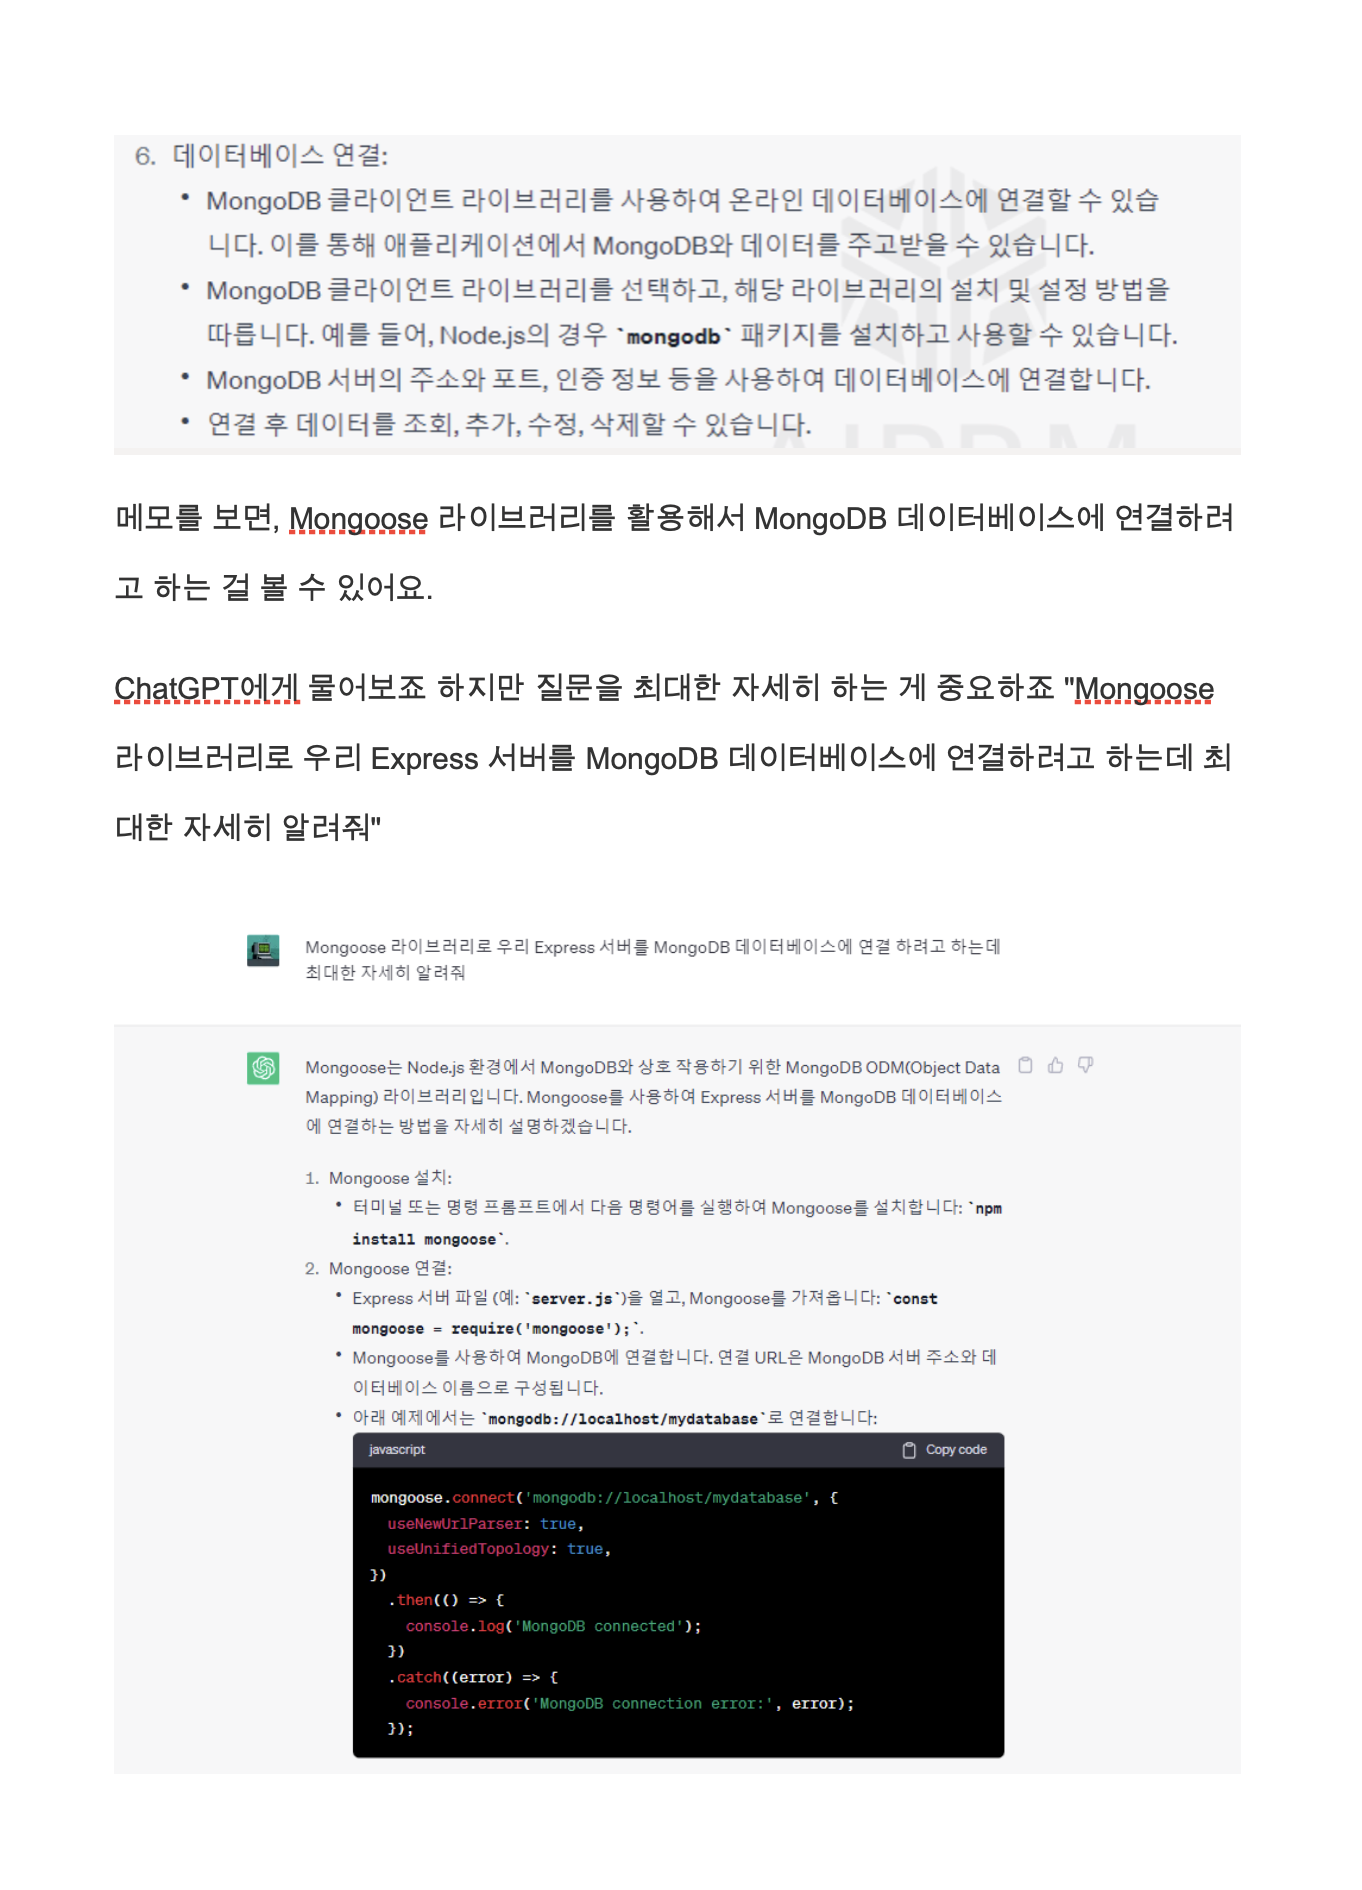 6. 데이터베이스 연결:
• MongoDB 클라이언트 라이브러리를 사용하여 온라인 데이터베이스에 연결할 수 있습
니다. 이를 통해 애플리케이션에서 MongoDB와 데이터를 주고받을 수 있습니다.
• MongoDB 클라이언트 라이브러리를 선택하고, 해당 라이브러리의 설치 및 설정 방법을
따릅니다. 예를 들어, Node.js의 경우 `mongodb` 패키지를 설치하고 사용할 수 있습니다.
• MongoDB 서버의 주소와 포트, 인증 정보 등을 사용하여 데이터베이스에 연결합니다.
• 연결 후 데이터를 조회, 추가, 수정, 삭제할 수 있습니다.
AIPRM
메모를 보면, Mongoose 라이브러리를 활용해서 MongoDB 데이터베이스에 연결하려
고 하는 걸 볼 수 있어요.
ChatGPT에게 물어보죠 하지만 질문을 최대한 자세히 하는 게 중요하죠 "Mongoose
라이브러리로 우리 Express 서버를 MongoDB 데이터베이스에 연결하려고 하는데 최
대한 자세히 알려줘"
Mongoose 라이브러리로 우리 Express 서버를 MongoDB 데이터베이스에 연결 하려고 하는데
최대한 자세히 알려줘
Mongoose는 Node.js 환경에서 MongoDB와 상호 작용하기 위한 MongoDB ODM(Object Data
Mapping) 라이브러리입니다. Mongoose를 사용하여 Express 서버를 MongoDB 데이터베이스
에 연결하는 방법을 자세히 설명하겠습니다.
1. Mongoose 설치:
• 터미널 또는 명령 프롬프트에서 다음 명령어를 실행하여 Mongoose를 설치합니다: `npm
install mongoose`.
2. Mongoose 연결:
• Express 서버 파일 (예: `server.js`)을 열고, Mongoose를 가져옵니다: `const
mongoose = require('mongoose');`.
• Mongoose를 사용하여 MongoDB에 연결합니다. 연결 URL은 MongoDB 서버 주소와 데
이터베이스 이름으로 구성됩니다.
• 아래 예제에서는 `mongodb://localhost/mydatabase`로 연결합니다:
javascript Copy code
mongoose.connect('mongodb://localhost/mydatabase', {
useNewUrlParser: true,
useUnifiedTopology: true,
})
.then(() => {
console.log('MongoDB connected');
})
.catch((error) => {
console.error('MongoDB connection error:', error);
});